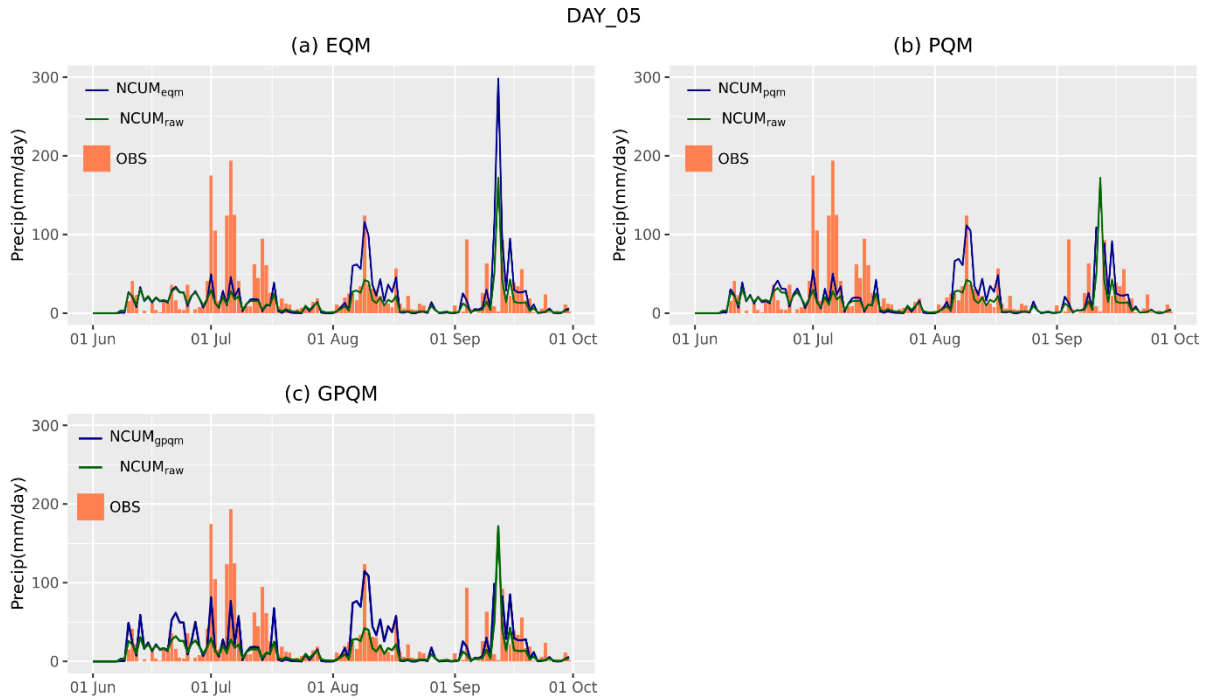 DAY_05
(a) EQM
Precip(mm/day)
300
200
100
0
NCUMeqm
NCUMraw
OBS
01 Jun
01 Jul
01 Aug
01 Sep
01 Oct
(b) PQM
Precip(mm/day)
300
200
100
0
NCUMpqm
NCUMraw
OBS
01 Jun
01 Jul
01 Aug
01 Sep
01 Oct
(c) GPQM
Precip(mm/day)
300
200
100
0
NCUMgpqm
NCUMraw
OBS
01 Jun
01 Jul
01 Aug
01 Sep
01 Oct